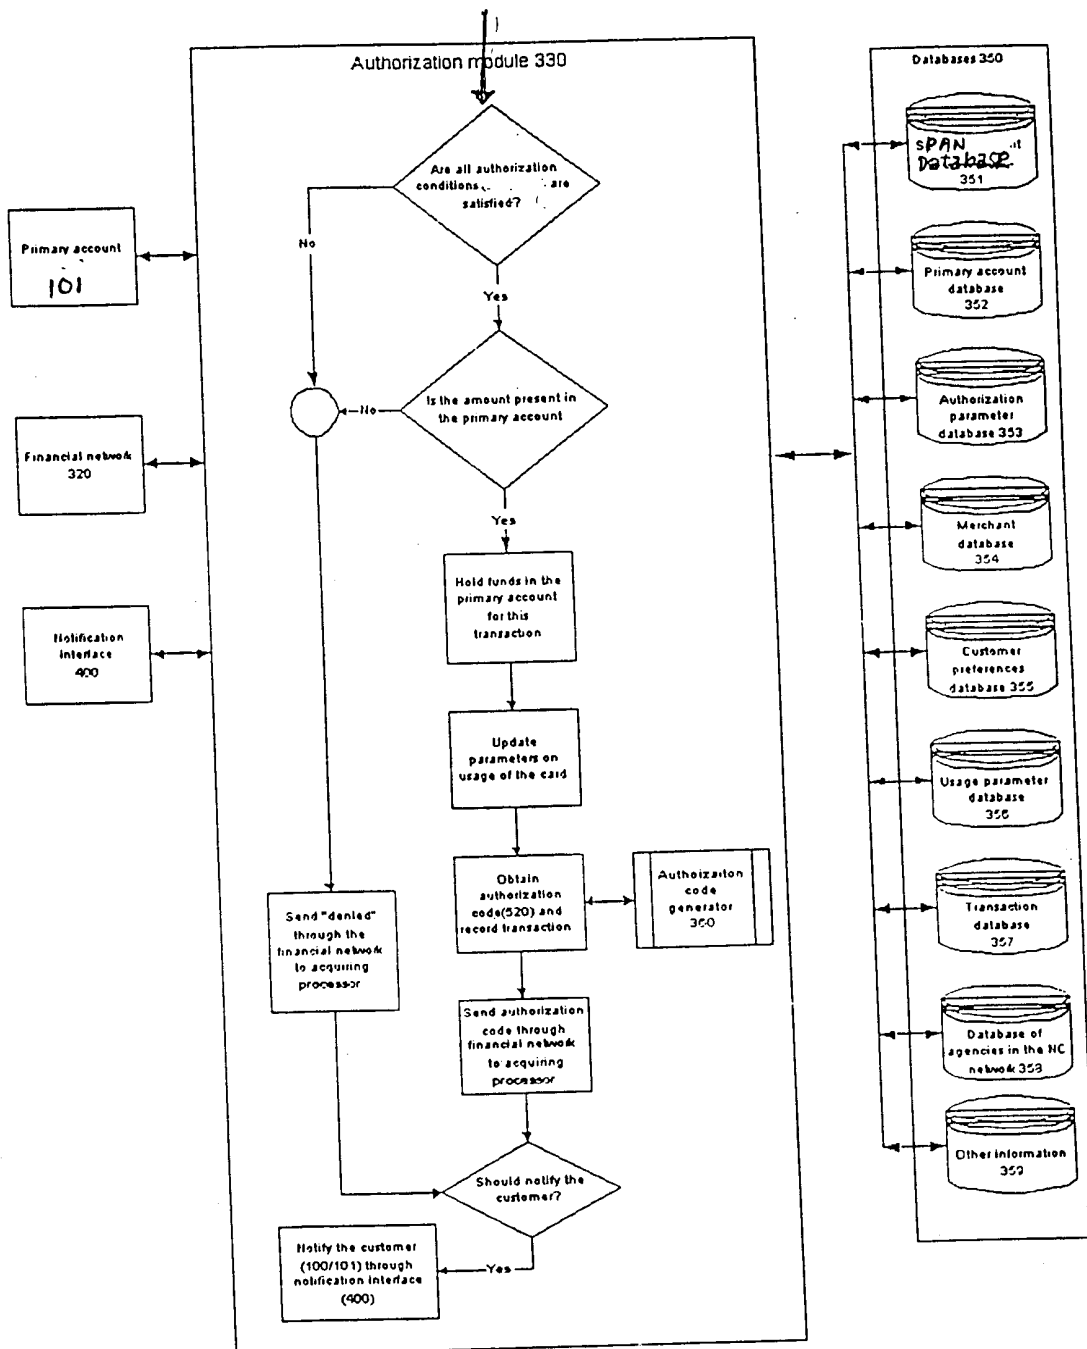 Authorization module 330
Are all authorization
conditions are
satisfied?
No
Yes
Is the amount present in
the primary account
No
Yes
Hold funds in the
primary account
for this
transaction
Update
parameters on
usage of the card
Obtain
authorization
code(520) and
record transaction
Authoizaiton
code
generator
360
Send "denied"
through the
financial network
to acquiring
processor
Send authorization
code through
financial network
to acquiring
processor
Should notify the
customer?
Yes
Notify the customer
(100/101) through
notification interface
(400)
Primary account
101
Financial network
320
Notification
interface
400
Databases 350
sPAN
DatabasE
351
Primary account
database
352
Authorization
parameter
database 353
Merchant
database
354
Customer
preferences
database 355
Usage parameter
database
356
Transaction
database
357
Database of
agencies in the NC
network 358
Other information
359